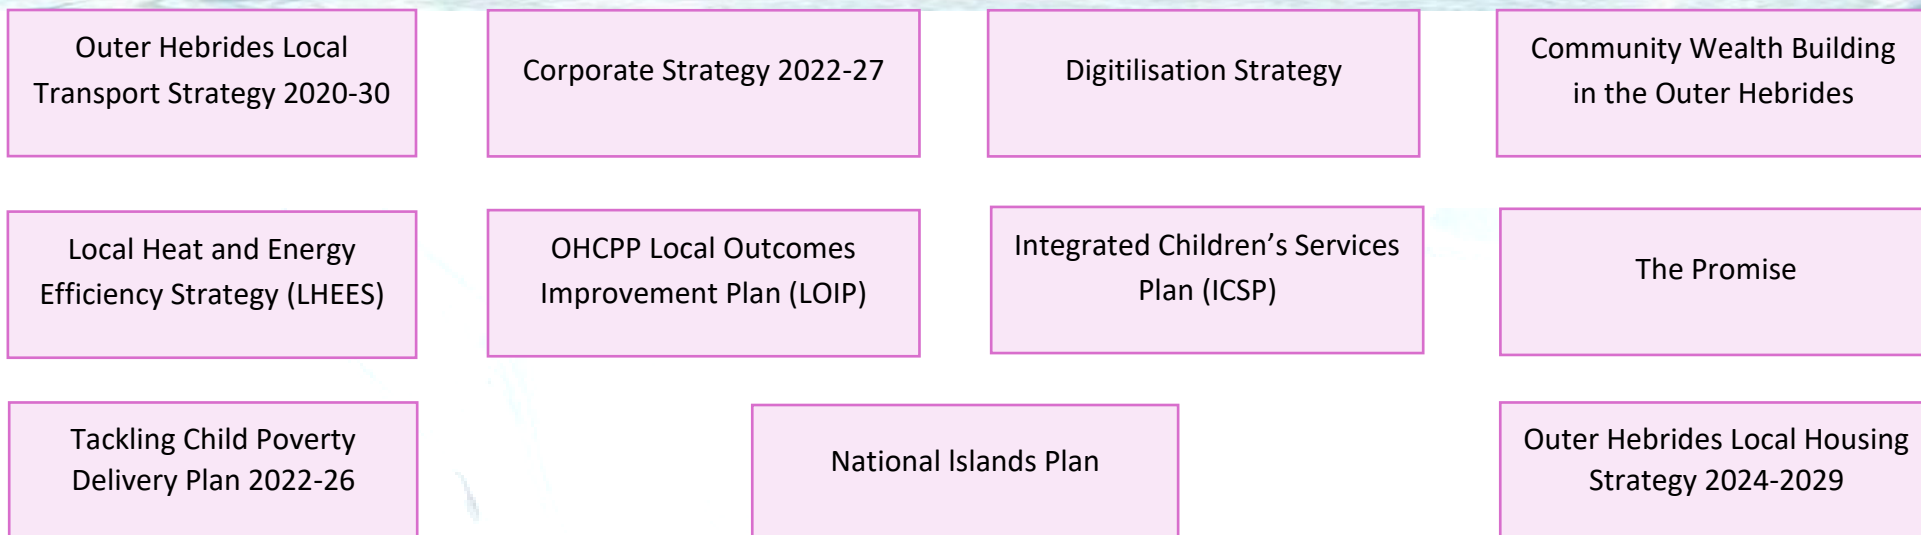 Outer Hebrides Local
Transport Strategy 2020-30
Corporate Strategy 2022-27
Digitilisation Strategy
Community Wealth Building
in the Outer Hebrides
Local Heat and Energy
Efficiency Strategy (LHEES)
OHCPP Local Outcomes
Improvement Plan (LOIP)
Integrated Children’s Services
Plan (ICSP)
The Promise
Tackling Child Poverty
Delivery Plan 2022-26
National Islands Plan
Outer Hebrides Local Housing
Strategy 2024-2029